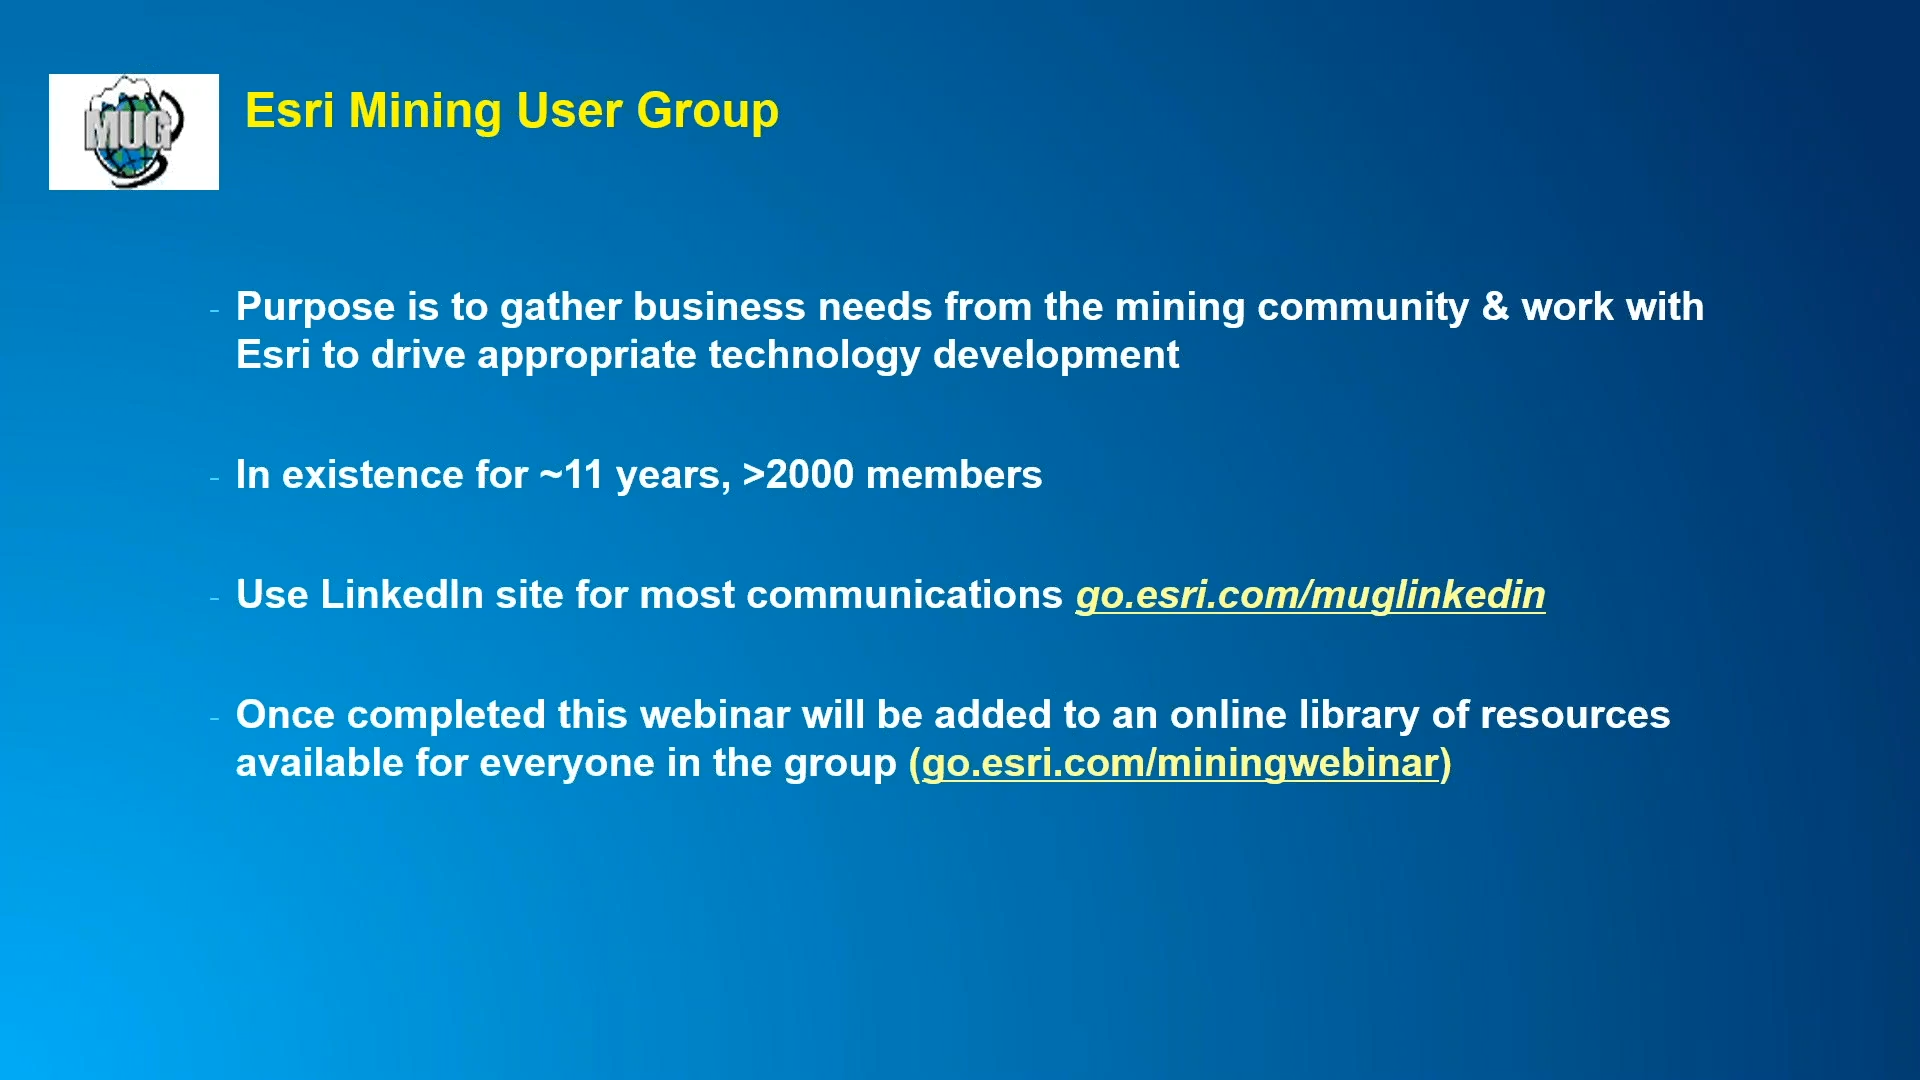 MUG
Esri Mining User Group
- Purpose is to gather business needs from the mining community & work with
Esri to drive appropriate technology development
- In existence for ~11 years, >2000 members
- Use LinkedIn site for most communications go.esri.com/muglinkedin
- Once completed this webinar will be added to an online library of resources
available for everyone in the group (go.esri.com/miningwebinar)